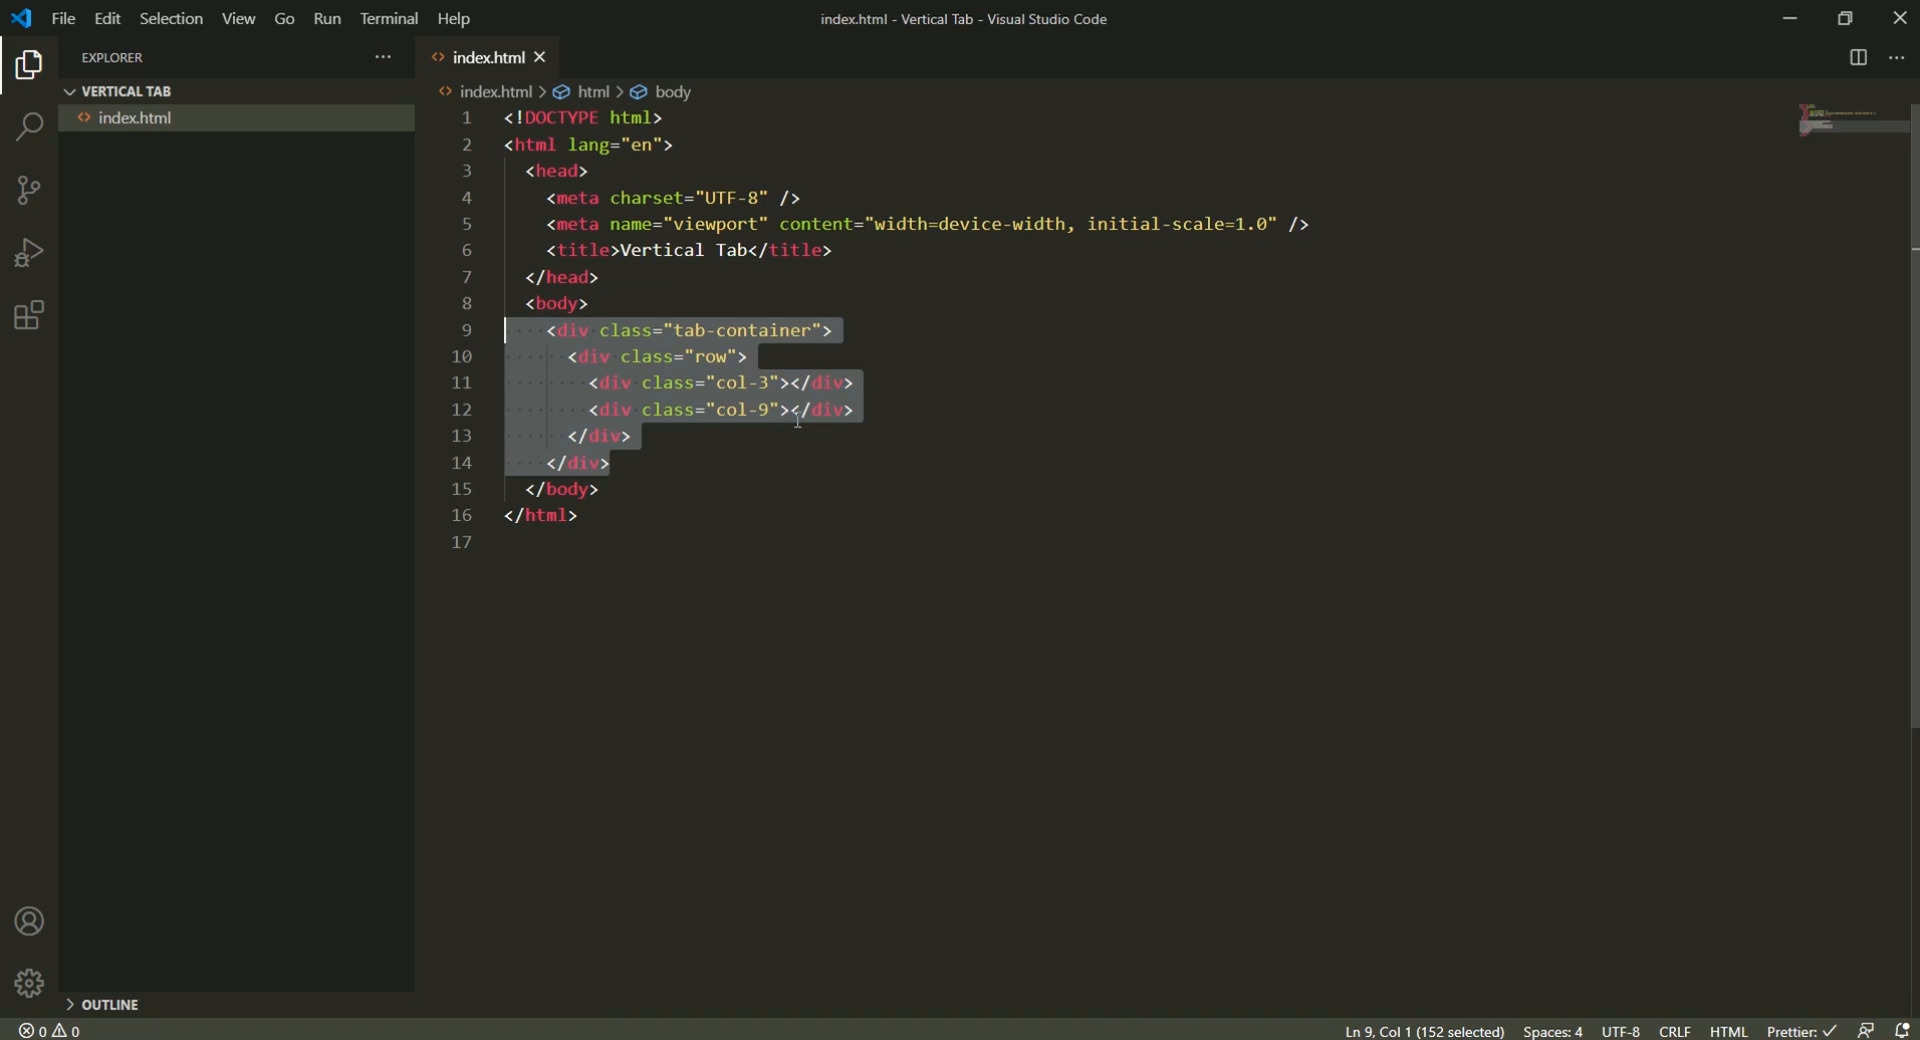 File Edit Selection View Go Run Terminal Help
index.html - Vertical Tab - Visual Studio Code
EXPLORER
index.html
VERTICAL TAB
index.html
index.html > html > body
1 <!DOCTYPE html>
2 <html lang="en">
3 <head>
4 <meta charset="UTF-8" />
5 <meta name="viewport" content="width=device-width, initial-scale=1.0" />
6 <title>Vertical Tab</title>
7 </head>
8 <body>
9 <div class="tab-container">
10 <div class="row">
11 <div class="col-3"></div>
12 <div class="col-9"></div>
13 </div>
14 </div>
15 </body>
16 </html>
17
OUTLINE
0 0
Ln 9, Col 1 (152 selected) Spaces: 4 UTF-8 CRLF HTML Prettier: ✓